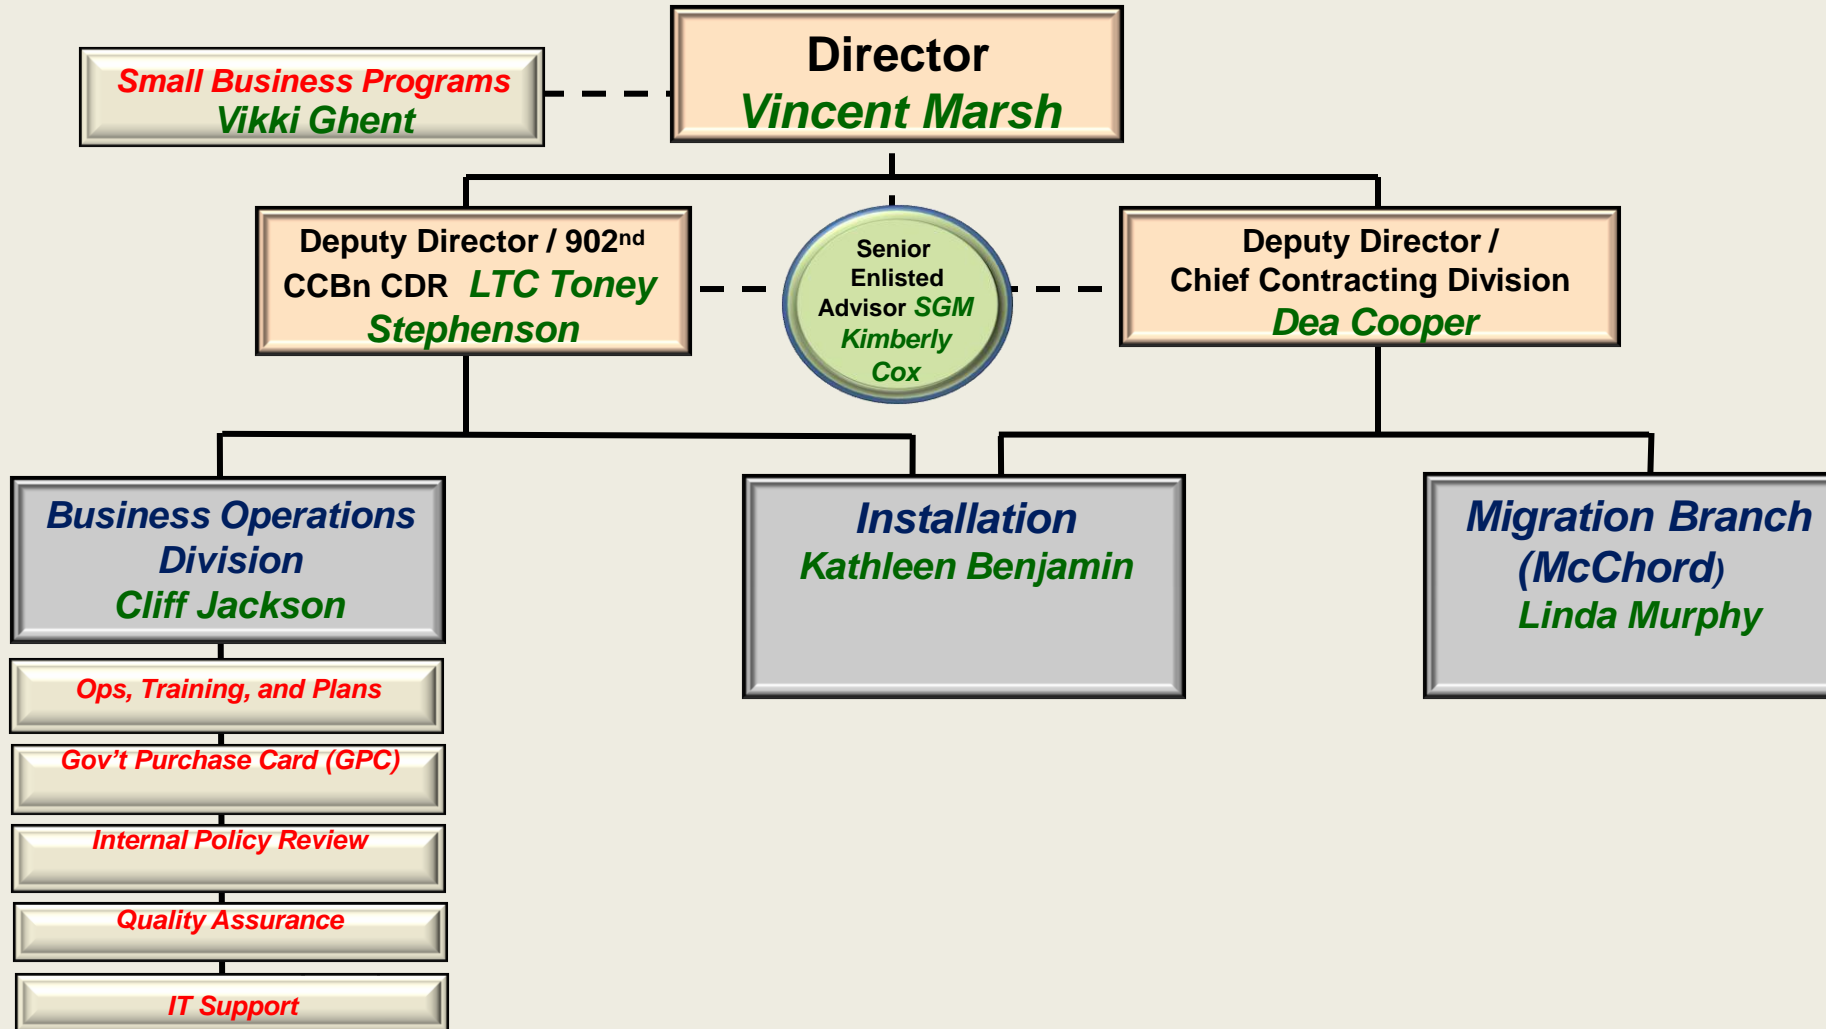 Director
Vincent Marsh
Small Business Programs
Vikki Ghent
Deputy Director / 902nd
CCBn CDR LTC Toney
Stephenson
Senior
Enlisted
Advisor SGM
Kimberly
Cox
Deputy Director /
Chief Contracting Division
Dea Cooper
Business Operations
Division
Cliff Jackson
Installation
Kathleen Benjamin
Migration Branch
(McChord)
Linda Murphy
Ops, Training, and Plans
Gov’t Purchase Card (GPC)
Internal Policy Review
Quality Assurance
IT Support